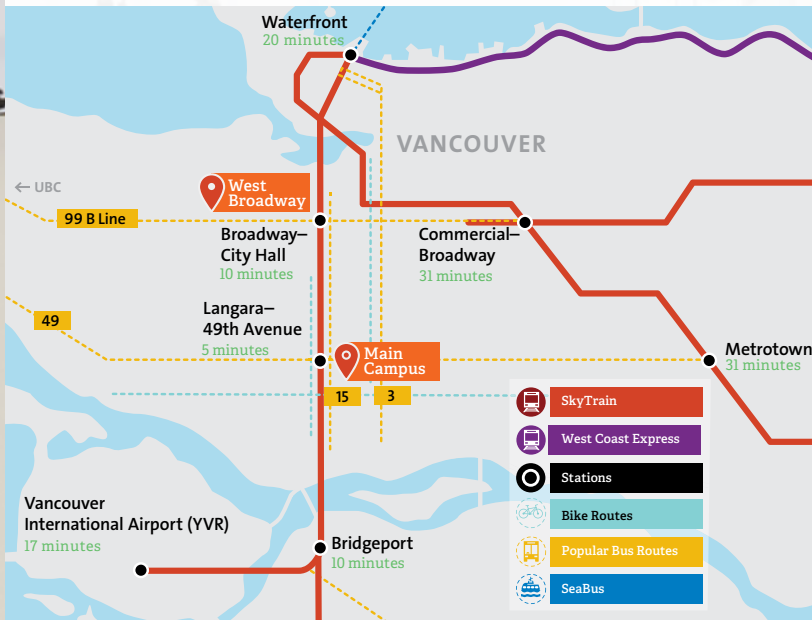 Waterfront
20 minutes
VANCOUVER
← UBC
West
Broadway
99 B Line
Broadway–
City Hall
10 minutes
Commercial–
Broadway
31 minutes
Langara–
49th Avenue
5 minutes
49
Main
Campus
Metrotown
31 minutes
15
3
SkyTrain
West Coast Express
Stations
Bike Routes
Popular Bus Routes
SeaBus
Vancouver
International Airport (YVR)
17 minutes
Bridgeport
10 minutes